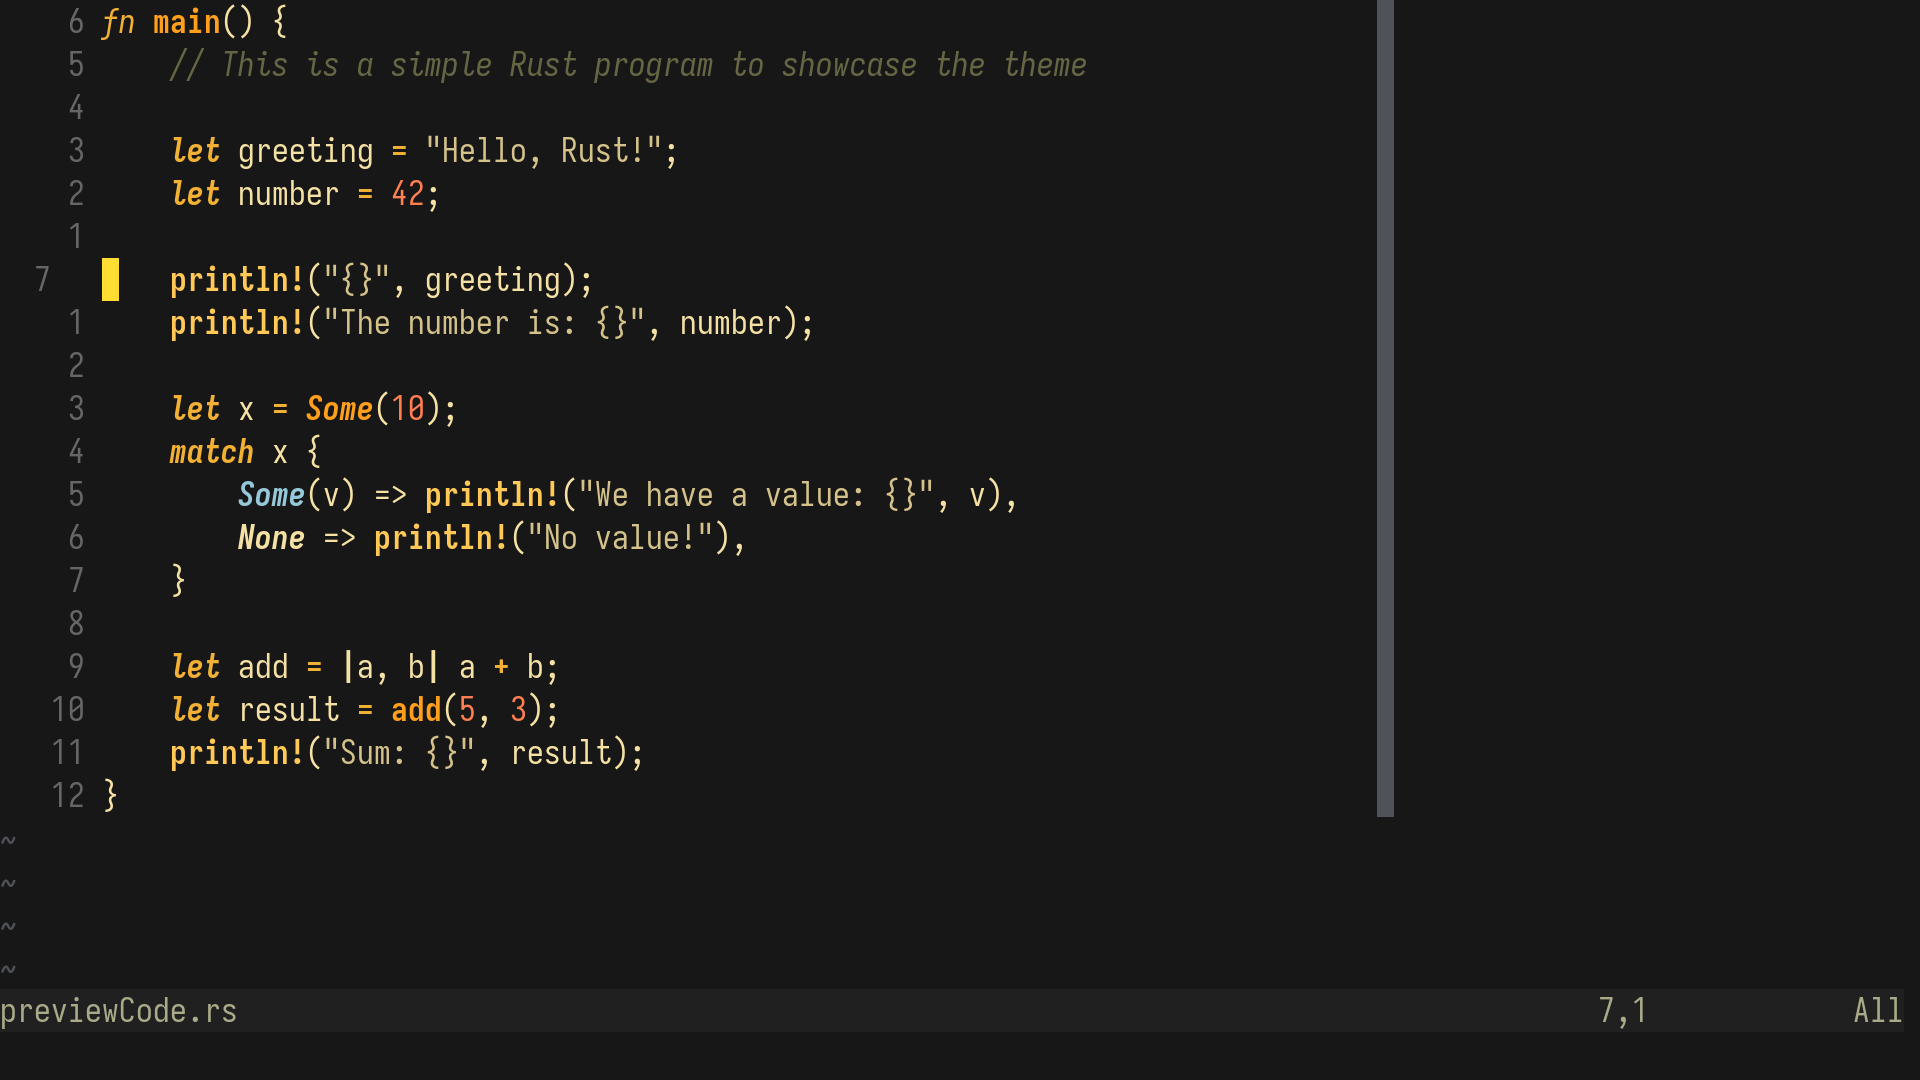 6 fn main() {
5     // This is a simple Rust program to showcase the theme
4
3     let greeting = "Hello, Rust!";
2     let number = 42;
1
7     println!("{}", greeting);
1     println!("The number is: {}", number);
2
3     let x = Some(10);
4     match x {
5         Some(v) => println!("We have a value: {}", v),
6         None => println!("No value!"),
7     }
8
9     let add = |a, b| a + b;
10     let result = add(5, 3);
11     println!("Sum: {}", result);
12 }
~
~
~
~
previewCode.rs 7,1 All